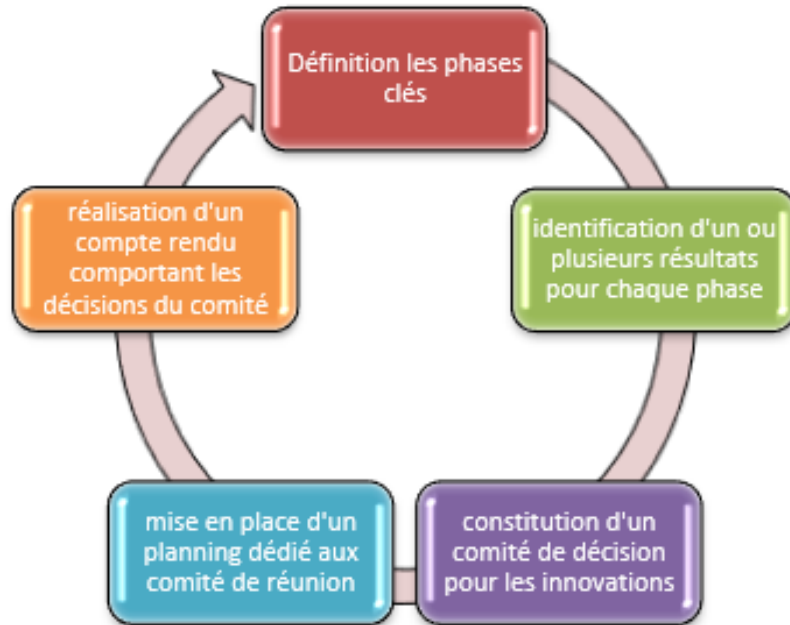 Définition les phases
clés
identification d'un ou
plusieurs résultats
pour chaque phase
constitution d'un
comité de décision
pour les innovations
mise en place d'un
planning dédié aux
comité de réunion
réalisation d'un
compte rendu
comportant les
décisions du comité